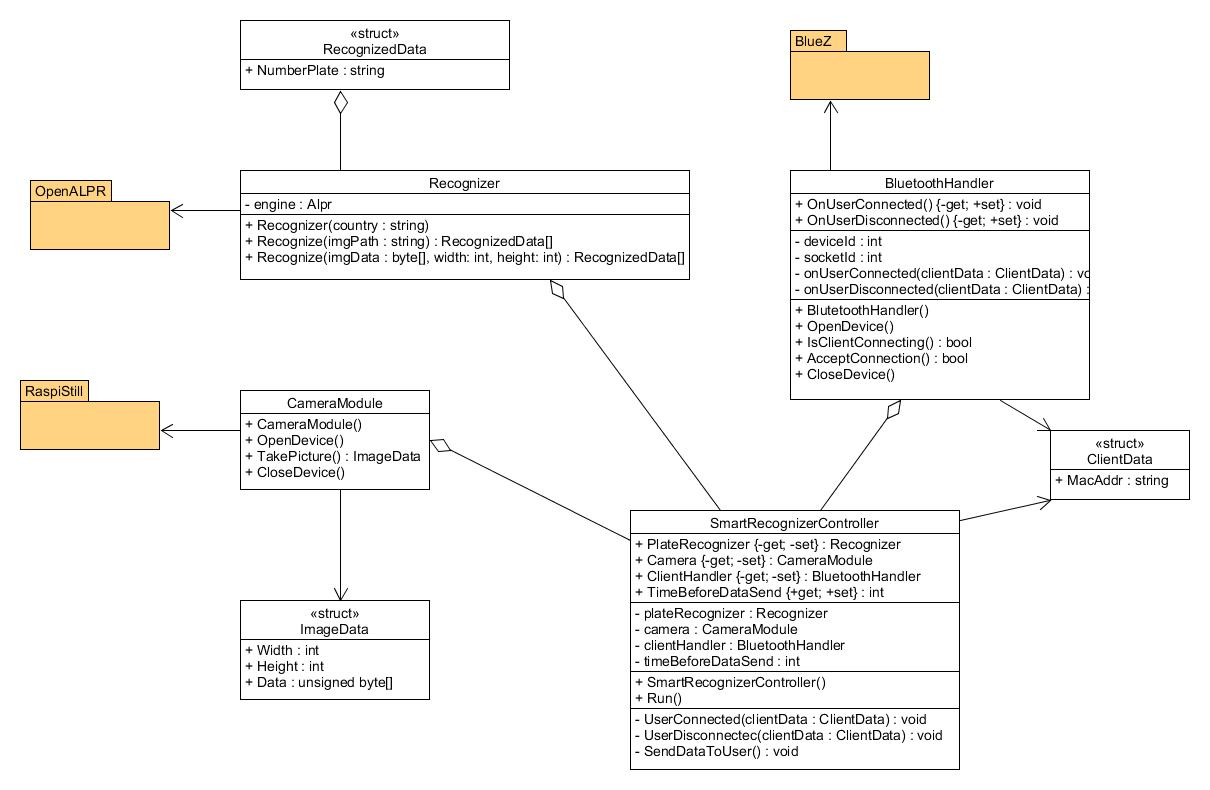 «struct»
RecognizedData
+ NumberPlate : string
BlueZ
OpenALPR
Recognizer
- engine : Alpr
+ Recognizer(country : string)
+ Recognize(imgPath : string) : RecognizedData[]
+ Recognize(imgData : byte[], width: int, height: int) : RecognizedData[]
BluetoothHandler
+ OnUserConnected() {-get; +set} : void
+ OnUserDisconnected() {-get; +set} : void
- deviceId : int
- socketId : int
- onUserConnected(clientData : ClientData) : vo
- onUserDisconnected(clientData : ClientData) :
+ BlutetoothHandler()
+ OpenDevice()
+ IsClientConnecting() : bool
+ AcceptConnection() : bool
+ CloseDevice()
RaspiStill
CameraModule
+ CameraModule()
+ OpenDevice()
+ TakePicture() : ImageData
+ CloseDevice()
«struct»
ClientData
+ MacAddr : string
«struct»
ImageData
+ Width : int
+ Height : int
+ Data : unsigned byte[]
SmartRecognizerController
+ PlateRecognizer {-get; -set} : Recognizer
+ Camera {-get; -set} : CameraModule
+ ClientHandler {-get; -set} : BluetoothHandler
+ TimeBeforeDataSend {+get; +set} : int
- plateRecognizer : Recognizer
- camera : CameraModule
- clientHandler : BluetoothHandler
- timeBeforeDataSend : int
+ SmartRecognizerController()
+ Run()
- UserConnected(clientData : ClientData) : void
- UserDisconnectec(clientData : ClientData) : void
- SendDataToUser() : void